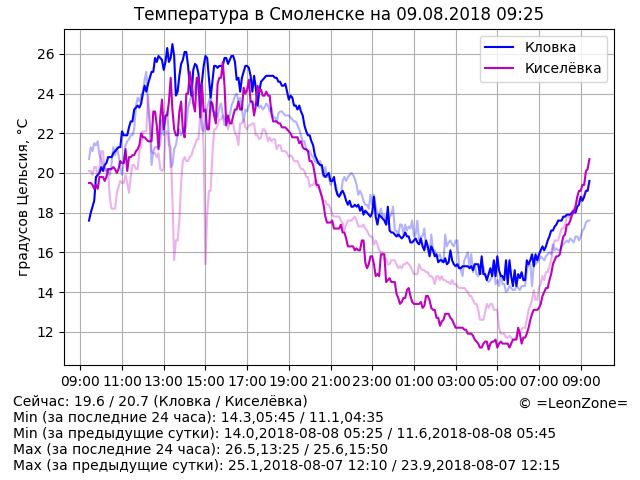 Температура в Смоленске на 09.08.2018 09:25
Кловка
Киселёвка
градусов Цельсия, °C
26
24
22
20
18
16
14
12
09:00 11:00 13:00 15:00 17:00 19:00 21:00 23:00 01:00 03:00 05:00 07:00 09:00
Сейчас: 19.6 / 20.7 (Кловка / Киселёвка)
© =LeonZone=
Min (за последние 24 часа): 14.3,05:45 / 11.1,04:35
Min (за предыдущие сутки): 14.0,2018-08-08 05:25 / 11.6,2018-08-08 05:45
Max (за последние 24 часа): 26.5,13:25 / 25.6,15:50
Max (за предыдущие сутки): 25.1,2018-08-07 12:10 / 23.9,2018-08-07 12:15